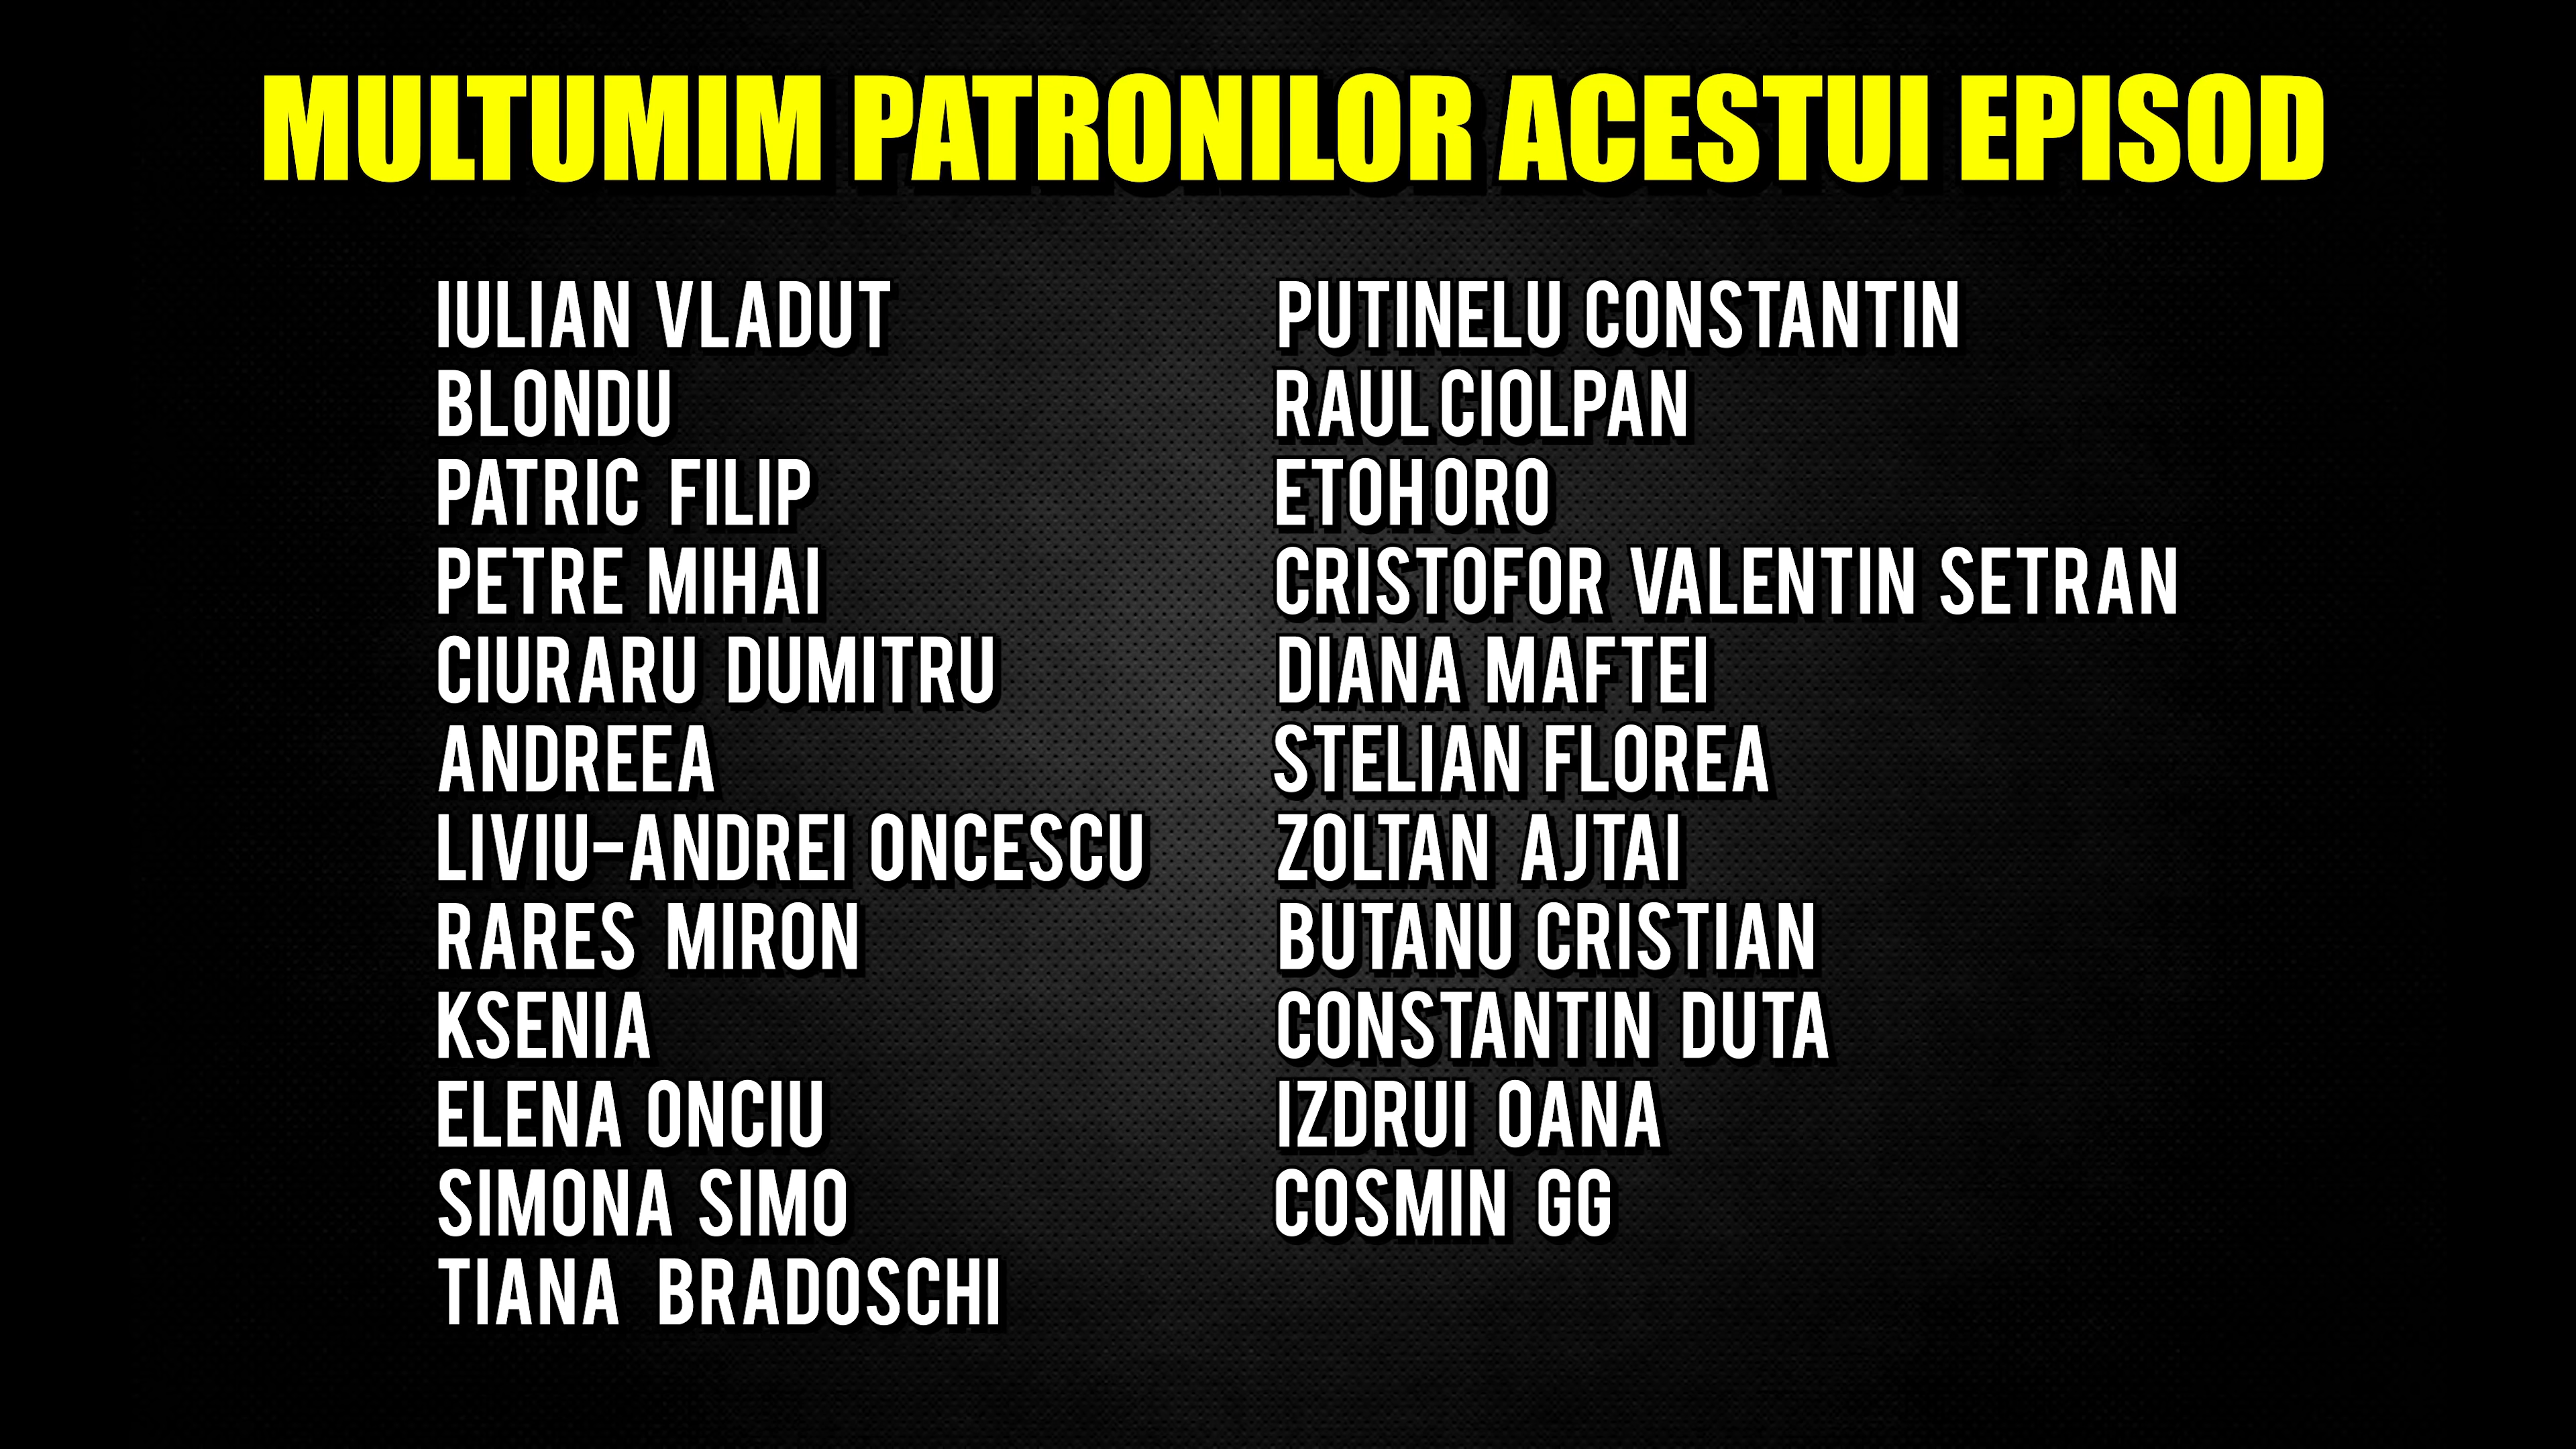 MULTUMIM PATRONILOR ACESTUI EPISOD
IULIAN VLADUT
BLONDU
PATRIC FILIP
PETRE MIHAI
CIURARU DUMITRU
ANDREEA
LIVIU-ANDREI ONCESCU
RARES MIRON
KSENIA
ELENA ONCIU
SIMONA SIMO
TIANA BRADOSCHI
PUTINELU CONSTANTIN
RAUL CIOLPAN
ETOHORO
CRISTOFOR VALENTIN SETRAN
DIANA MAFTEI
STELIAN FLOREA
ZOLTAN AJTAI
BUTANU CRISTIAN
CONSTANTIN DUTA
IZDRUI OANA
COSMIN GG